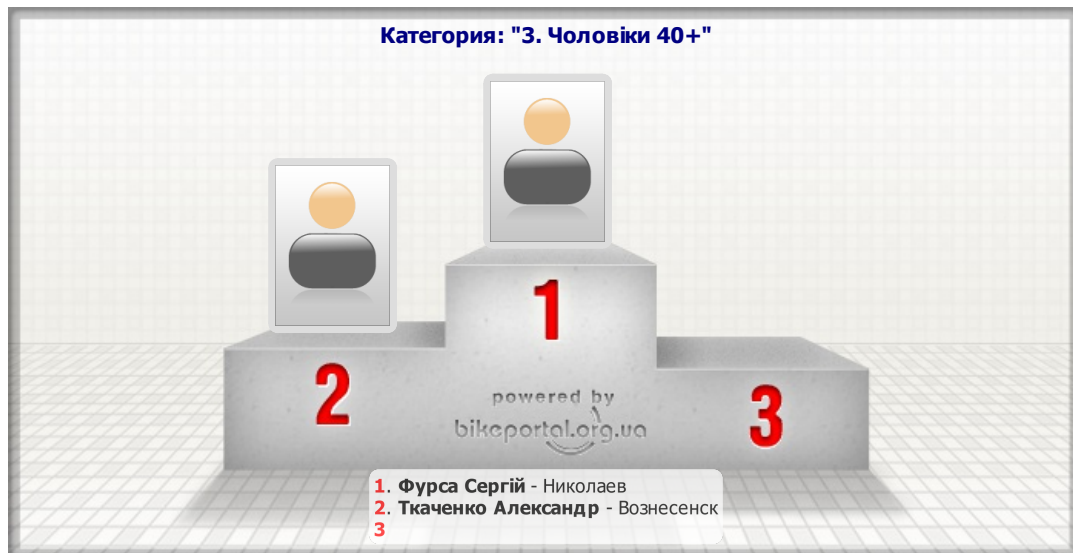 Категория: "3. Чоловіки 40+"
1
2
3
powered by
bikeportal.org.ua
1. Фурса Сергій - Николаев
2. Ткаченко Александр - Вознесенск
3